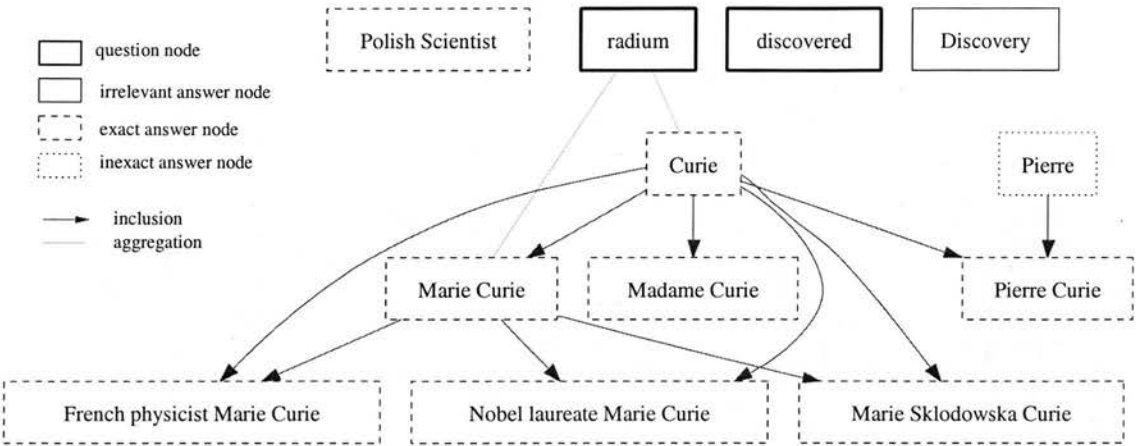 Polish Scientist
radium
discovered
Discovery
question node
irrelevant answer node
exact answer node
inexact answer node
inclusion
aggregation
Curie
Pierre
Marie Curie
Madame Curie
Pierre Curie
French physicist Marie Curie
Nobel laureate Marie Curie
Marie Sklodowska Curie